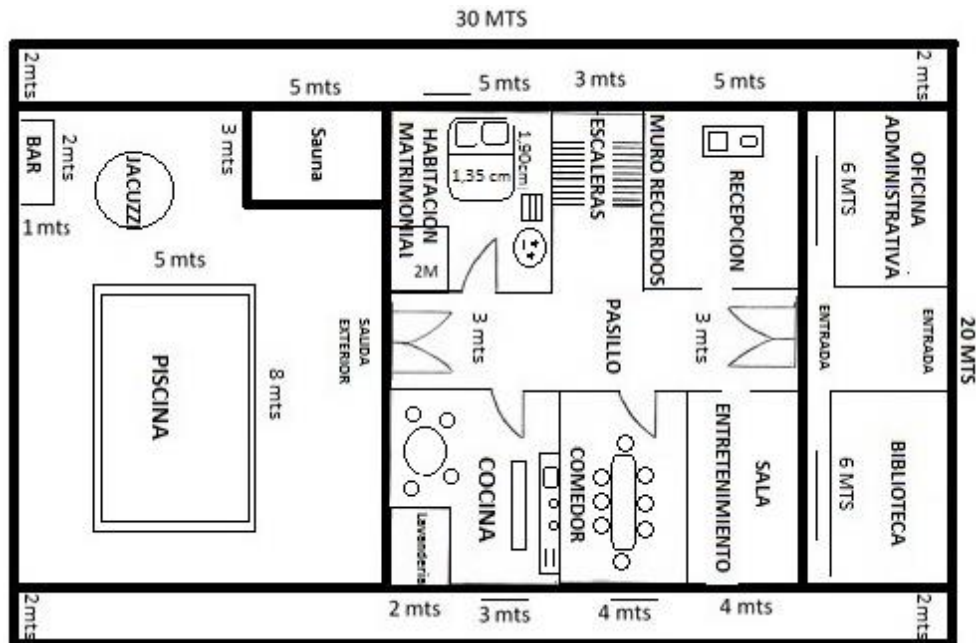 30 MTS
2mts
2 mts
5 mts
5 mts
3 mts
5 mts
BAR
2mts
1 mts
JACUZZI
3 mts
Sauna
HABITACION
MATRIMONIAL
1,90cm
1,35 cm
2M
ESCALERAS
MURO RECUERDOS
RECEPCION
6 MTS
OFICINA
ADMINISTRATIVA
5 mts
PISCINA
8 mts
SALIDA
EXTERIOR
3 mts
PASILLO
3 mts
ENTRADA
ENTRADA
20 MTS
COCINA
Lavanderia
COMEDOR
ENTRETENIMIENTO
SALA
6 MTS
BIBLIOTECA
2mts
2 mts
3 mts
4 mts
4 mts
2mts